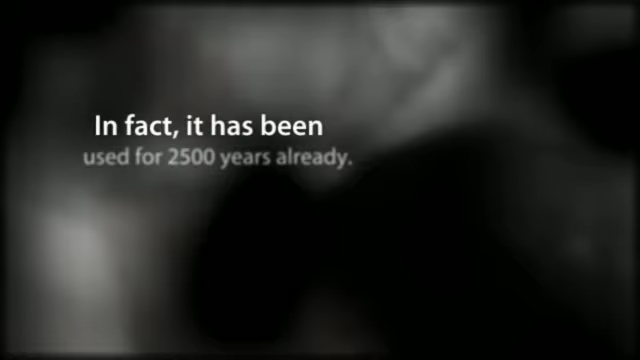 In fact, it has been
used for 2500 years already.